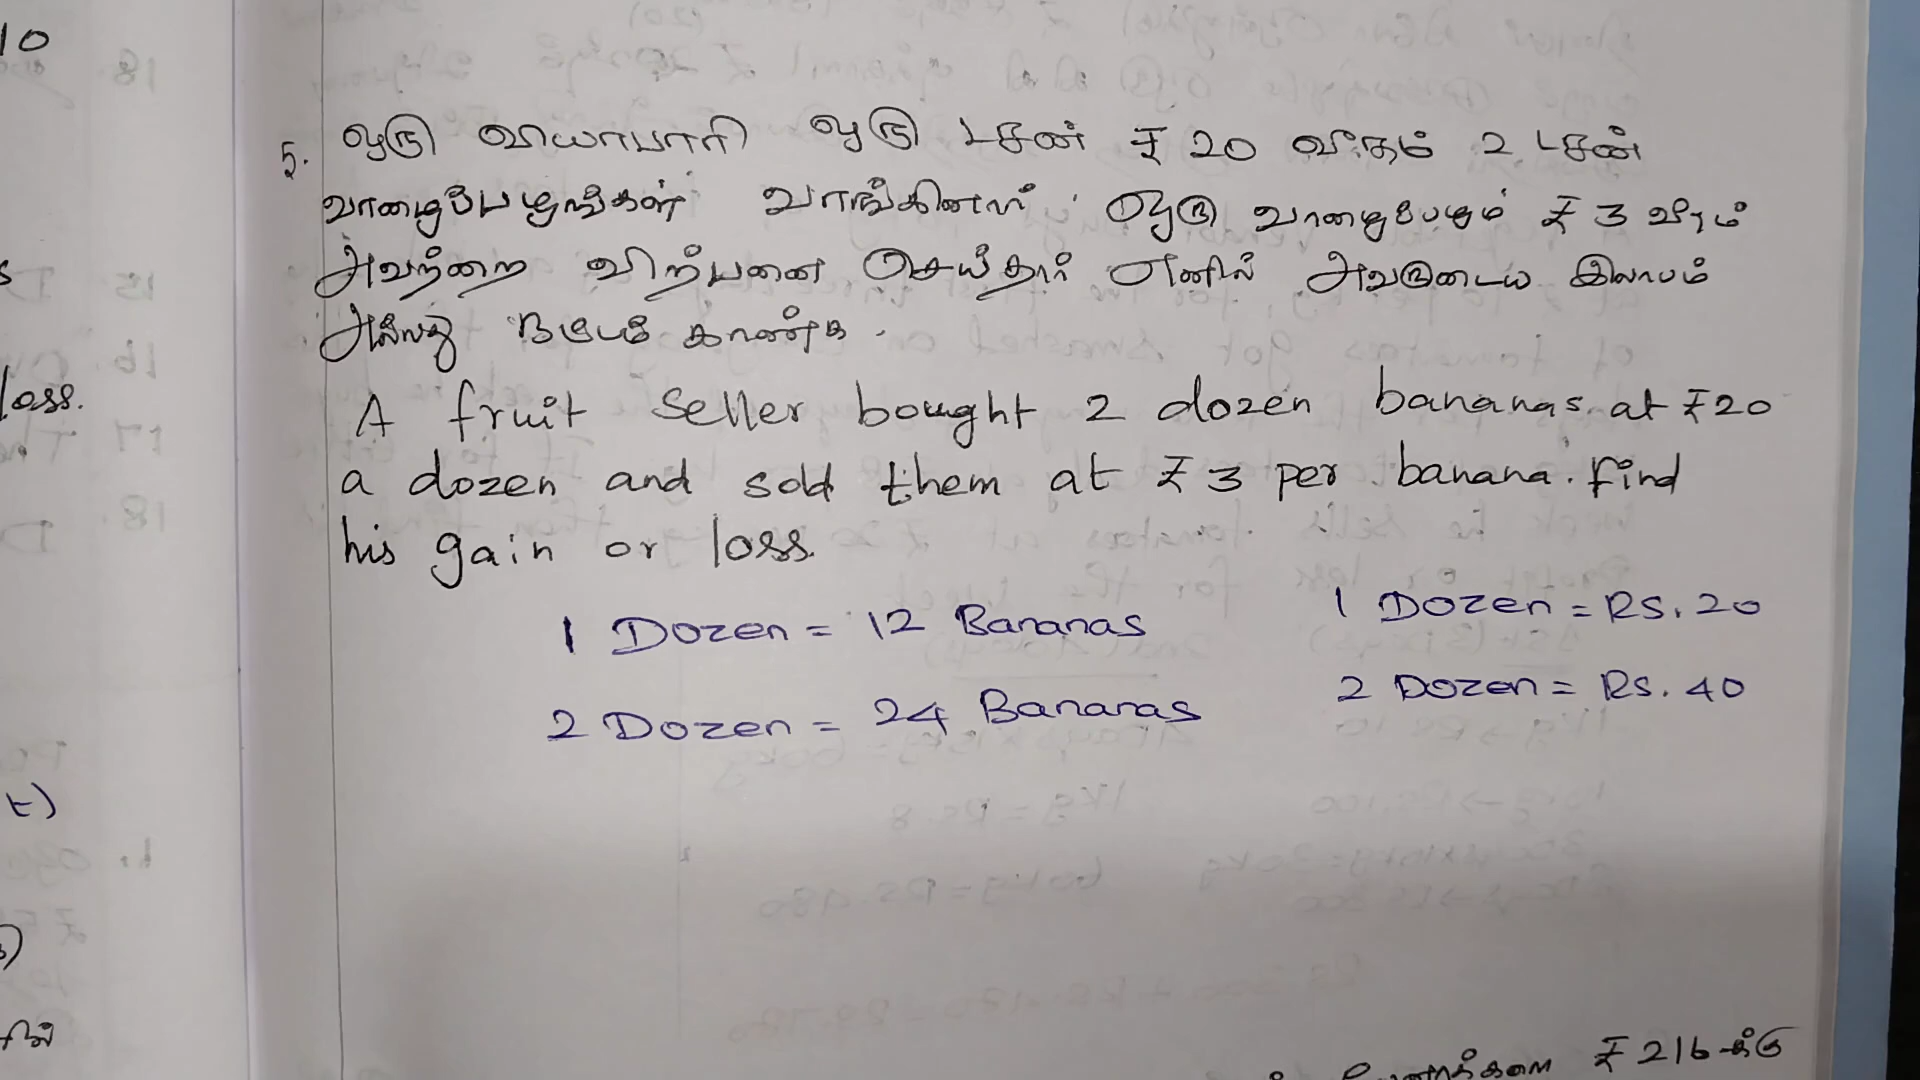 10
5. ஒரு வியாபாரி ஒரு டசன் ₹ 20 வீதம் 2 டசன்
வாழைப்பழங்கள் வாங்கினார். ஒரு வாழைப்பழம் ₹ 3 வீதம்
அவற்றை விற்பனை செய்தார் எனில் அவருடைய இலாபம்
அல்லது நட்டம் காண்க.
loss.
A fruit seller bought 2 dozen bananas at ₹20
a dozen and sold them at ₹ 3 per banana. find
his gain or loss.
1 Dozen = 12 Bananas 1 Dozen = Rs. 20
2 Dozen = 24 Bananas 2 Dozen = Rs. 40
t)
₹ 216-க்கு